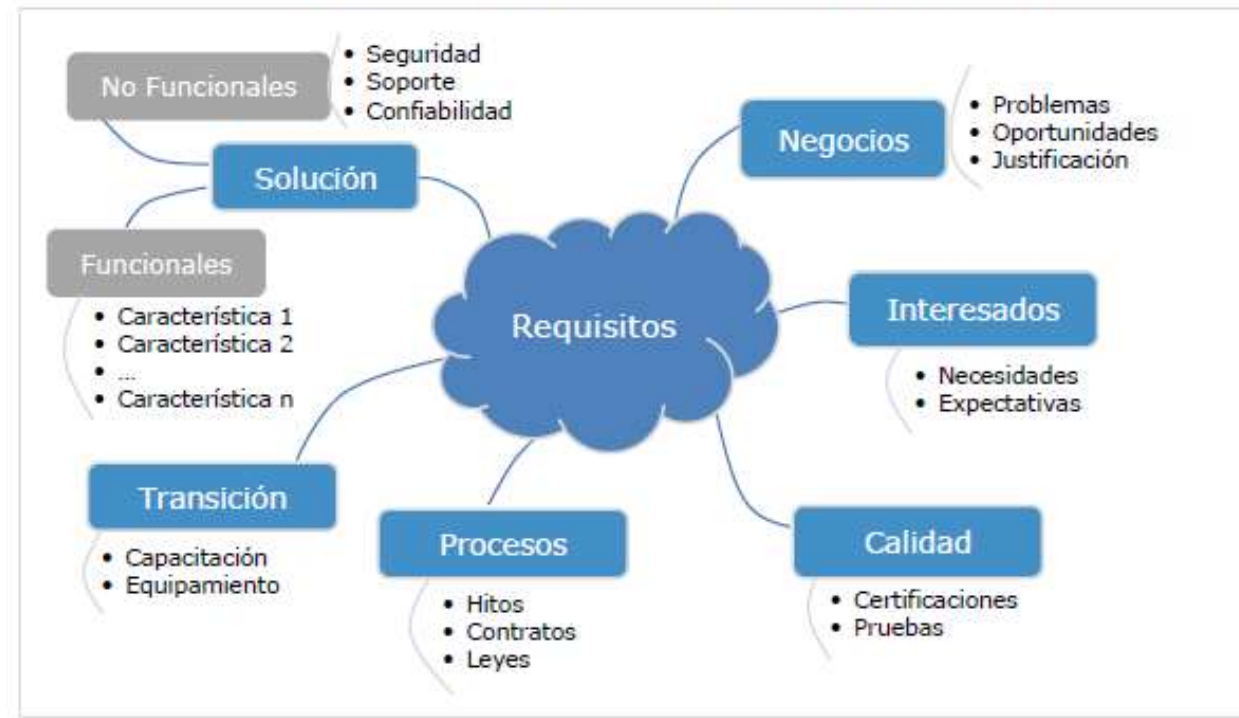 No Funcionales
• Seguridad
• Soporte
• Confiabilidad
Solución
Funcionales
• Característica 1
• Característica 2
• ...
• Característica n
Negocios
• Problemas
• Oportunidades
• Justificación
Requisitos
Interesados
• Necesidades
• Expectativas
Transición
• Capacitación
• Equipamiento
Procesos
• Hitos
• Contratos
• Leyes
Calidad
• Certificaciones
• Pruebas